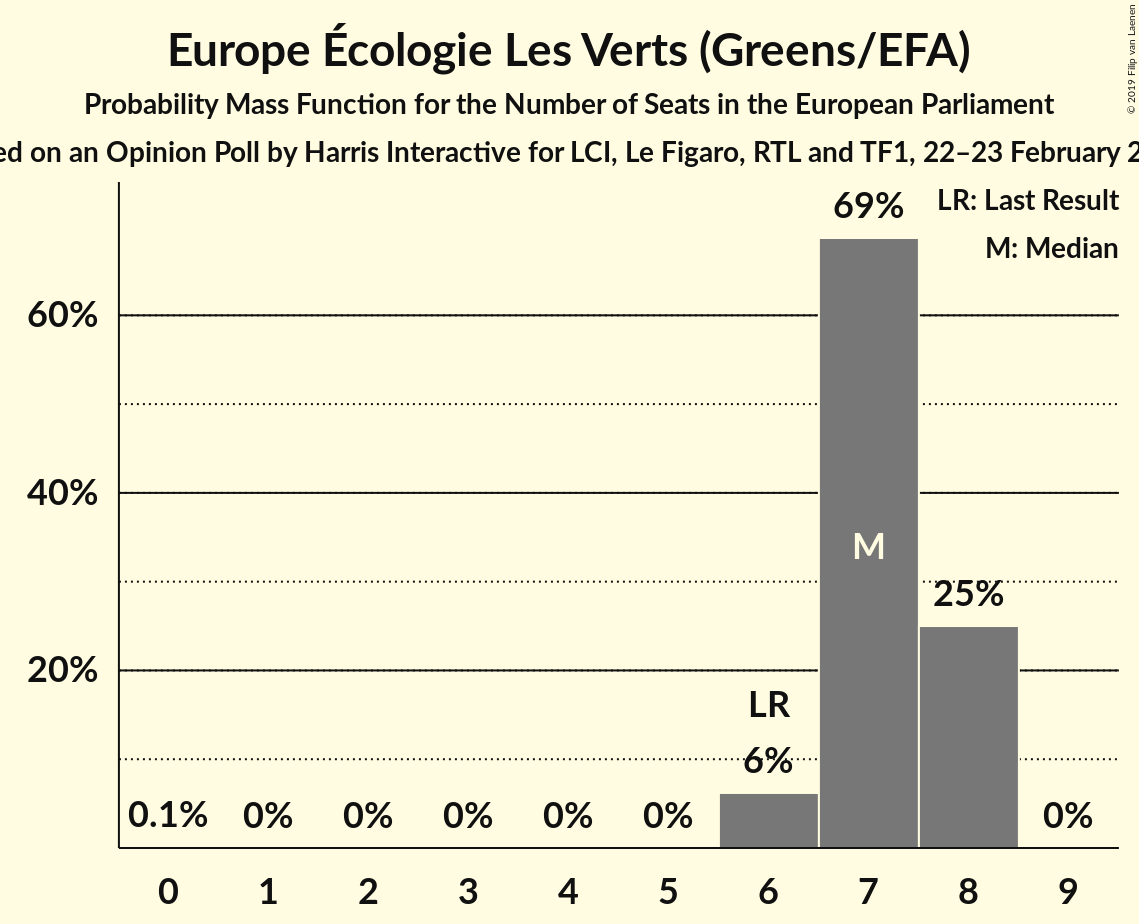 Europe Écologie Les Verts (Greens/EFA)
Probability Mass Function for the Number of Seats in the European Parliament
on an Opinion Poll by Harris Interactive for LCI, Le Figaro, RTL and TF1, 22–23 February
© 2019 Filip van Laenen
LR: Last Result
M: Median
60%
40%
20%
69%
M
25%
LR
6%
0.1% 0% 0% 0% 0% 0% 0%
0 1 2 3 4 5 6 7 8 9